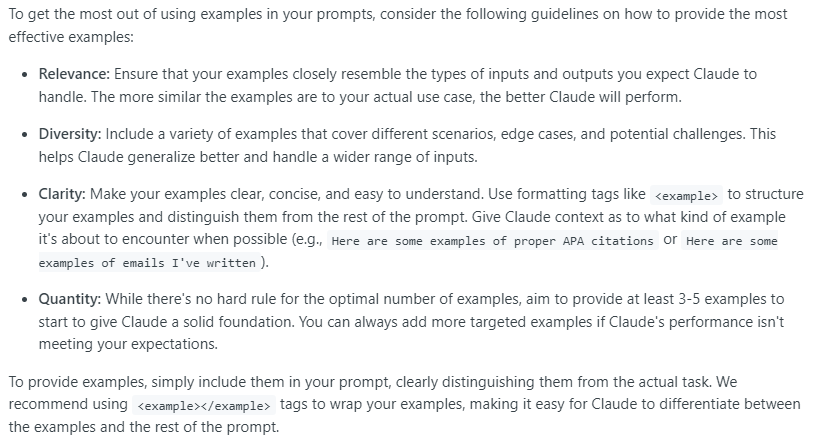 To get the most out of using examples in your prompts, consider the following guidelines on how to provide the most
effective examples:
• Relevance: Ensure that your examples closely resemble the types of inputs and outputs you expect Claude to
handle. The more similar the examples are to your actual use case, the better Claude will perform.
• Diversity: Include a variety of examples that cover different scenarios, edge cases, and potential challenges. This
helps Claude generalize better and handle a wider range of inputs.
• Clarity: Make your examples clear, concise, and easy to understand. Use formatting tags like <example> to structure
your examples and distinguish them from the rest of the prompt. Give Claude context as to what kind of example
it's about to encounter when possible (e.g., Here are some examples of proper APA citations or Here are some
examples of emails I've written ).
• Quantity: While there's no hard rule for the optimal number of examples, aim to provide at least 3-5 examples to
start to give Claude a solid foundation. You can always add more targeted examples if Claude's performance isn't
meeting your expectations.
To provide examples, simply include them in your prompt, clearly distinguishing them from the actual task. We
recommend using <example></example> tags to wrap your examples, making it easy for Claude to differentiate between
the examples and the rest of the prompt.